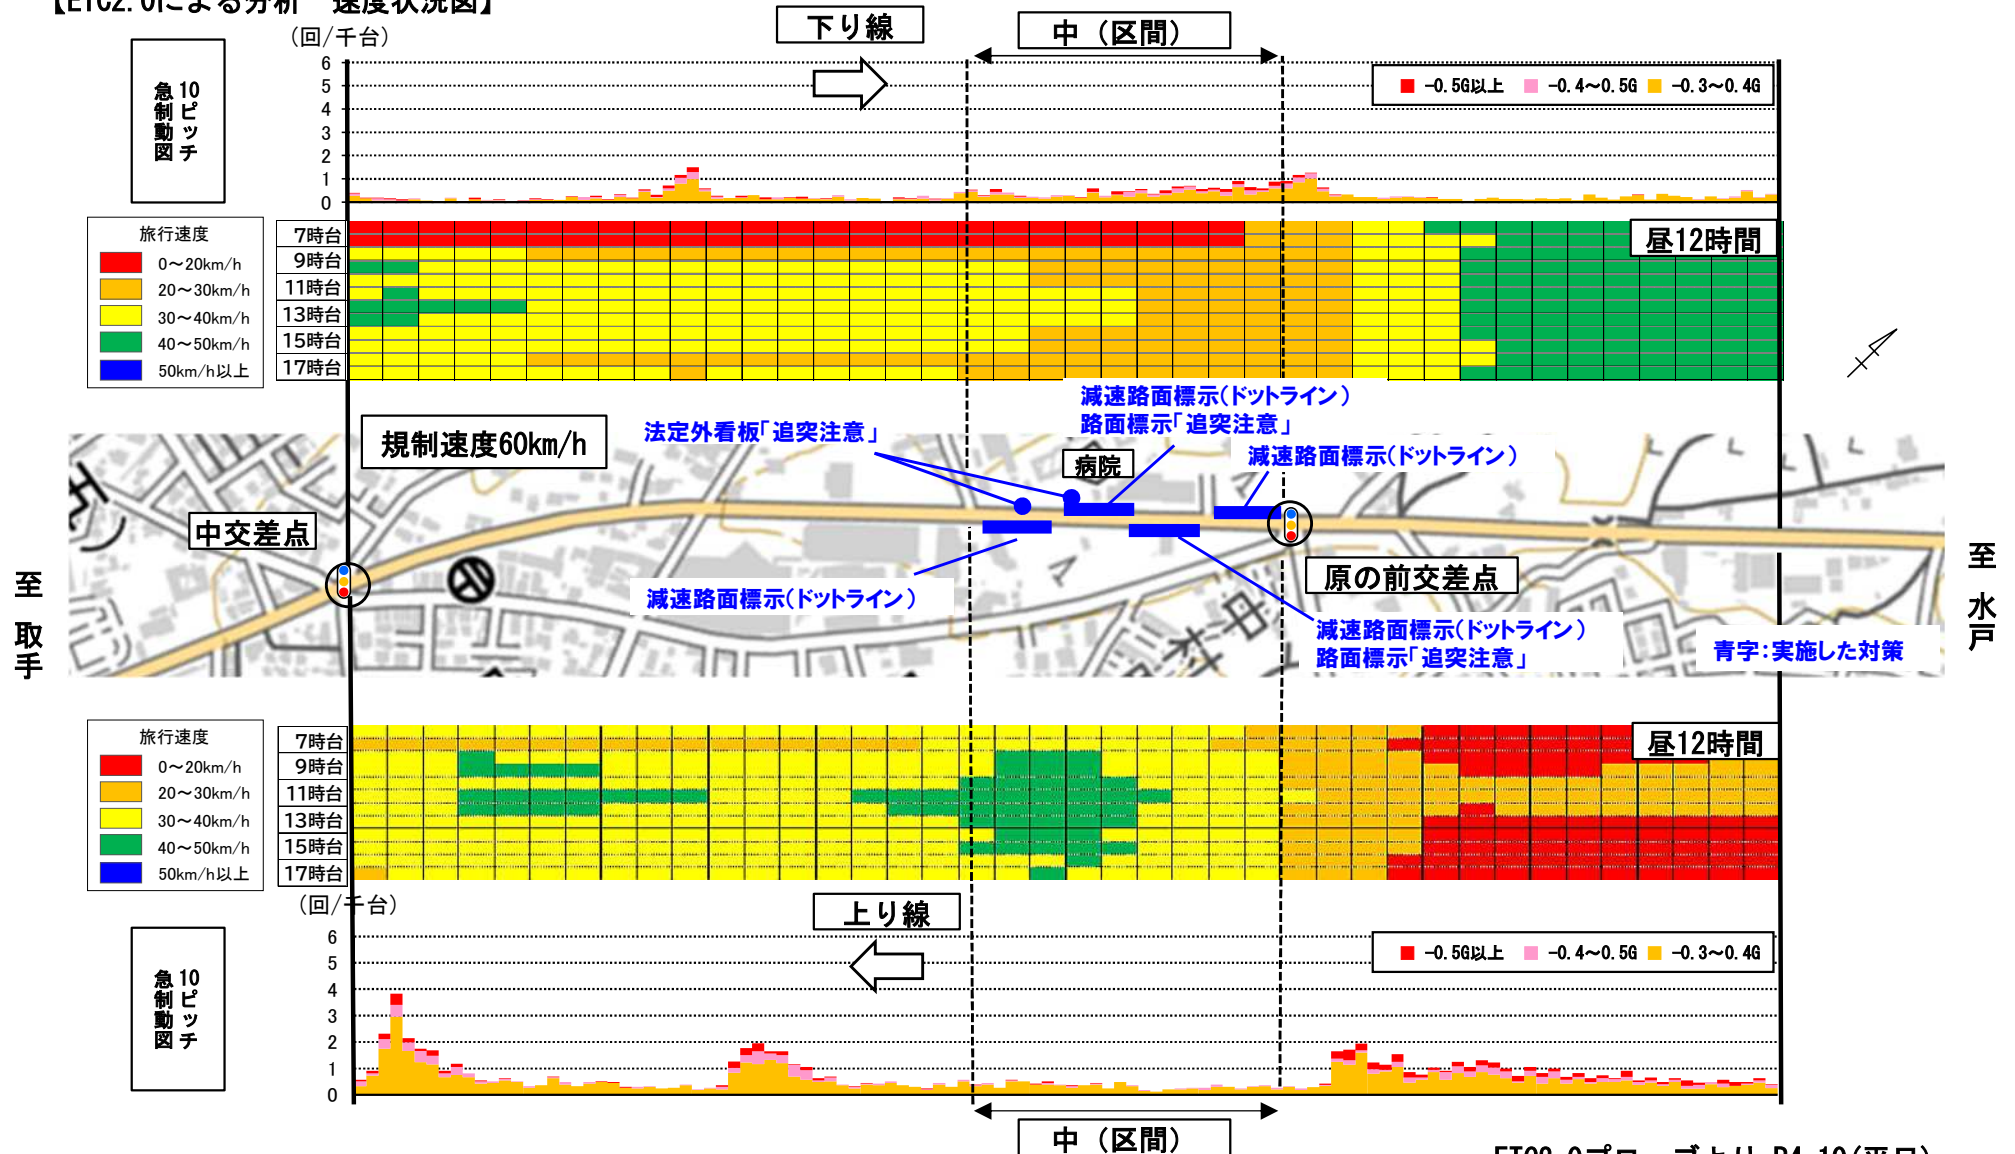 【ETC2.0による分析 速度状況図】
(回/千台)
下り線
中（区間）
10ピッチ
急制動図
6
5
4
3
2
1
0
-0.5G以上
-0.4～0.5G
-0.3～0.4G
旅行速度
0～20km/h
20～30km/h
30～40km/h
40～50km/h
50km/h以上
7時台
9時台
11時台
13時台
15時台
17時台
昼12時間
規制速度60km/h
法定外看板｢追突注意｣
減速路面標示(ドットライン)
路面標示｢追突注意｣
減速路面標示(ドットライン)
病院
中交差点
原の前交差点
減速路面標示(ドットライン)
減速路面標示(ドットライン)
路面標示｢追突注意｣
青字:実施した対策
至 取手
至 水戸
旅行速度
0～20km/h
20～30km/h
30～40km/h
40～50km/h
50km/h以上
7時台
9時台
11時台
13時台
15時台
17時台
昼12時間
(回/千台)
上り線
10ピッチ
急制動図
6
5
4
3
2
1
0
-0.5G以上
-0.4～0.5G
-0.3～0.4G
中（区間）
ETC2.0プローブより R4.10(平日)